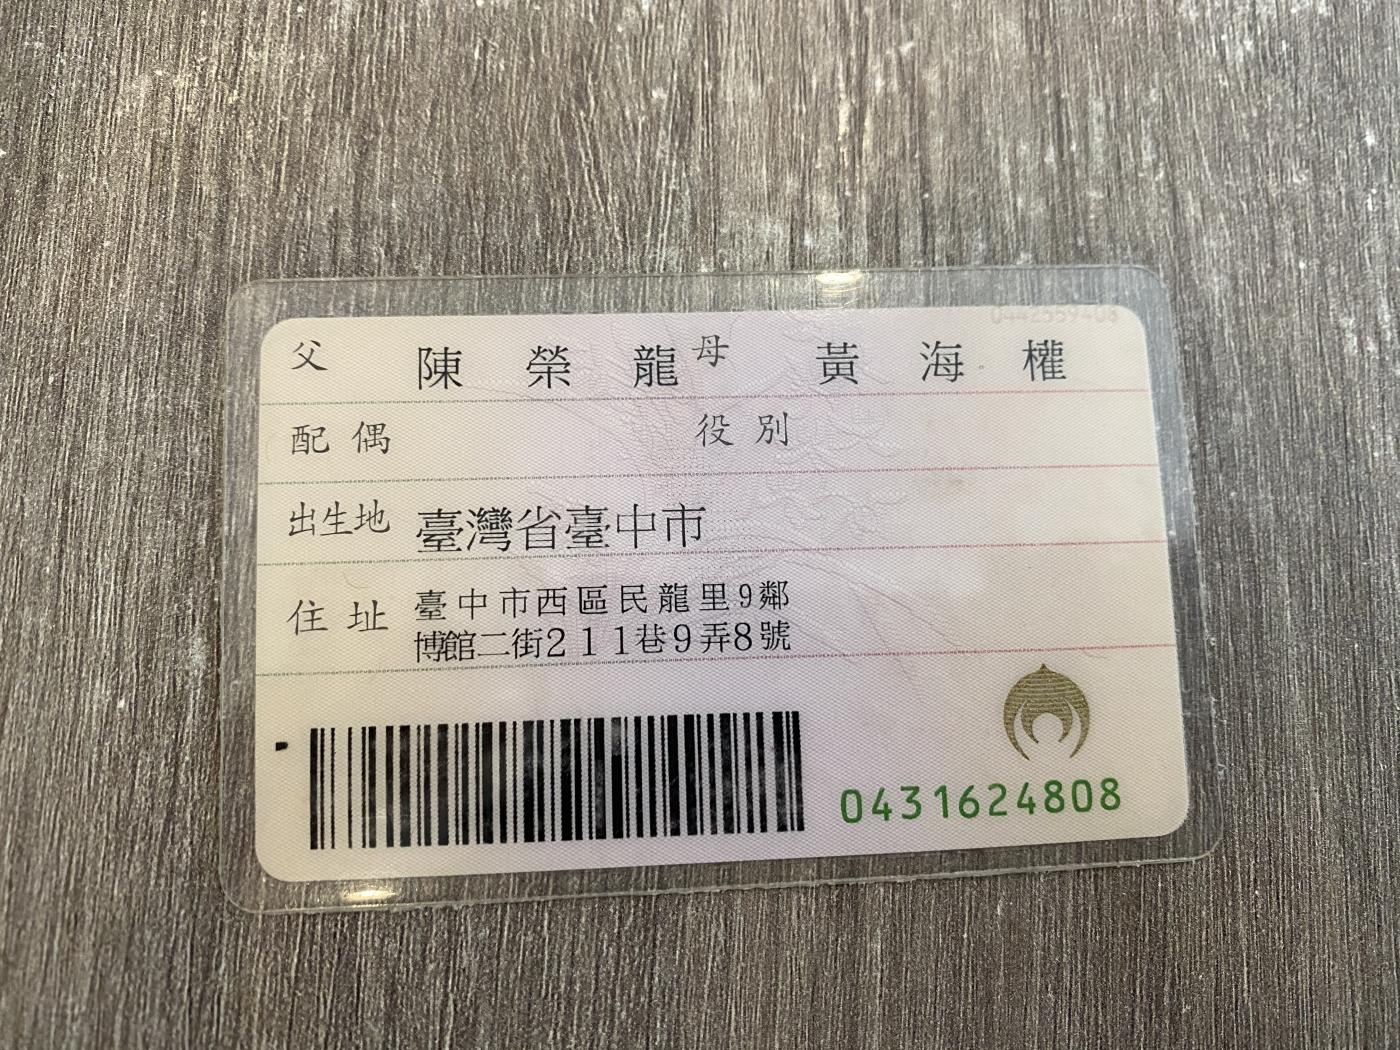 父 陳榮龍 母 黃海權
配偶 役別
出生地 臺灣省臺中市
住址 臺中市西區民龍里9鄰
博館二街211巷9弄8號
0431624808